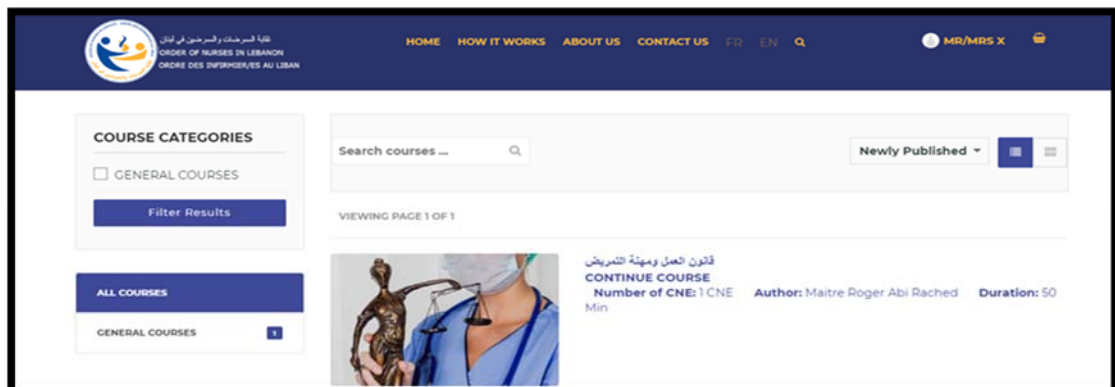 نقابة الممرضات والممرضين في لبنان
ORDER OF NURSES IN LEBANON
ORDRE DES INFIRMIER/ES AU LIBAN
HOME HOW IT WORKS ABOUT US CONTACT US FR EN
MR/MRS X
COURSE CATEGORIES
GENERAL COURSES
Filter Results
ALL COURSES
GENERAL COURSES 1
Search courses ...
Newly Published
VIEWING PAGE 1 OF 1
قانون العمل ومهنة التمريض
CONTINUE COURSE
Number of CNE: 1 CNE Author: Maitre Roger Abi Rached Duration: 50
Min